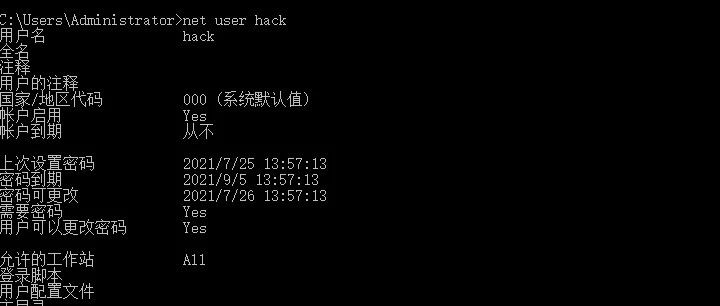 C:\Users\Administrator>net user hack
用户名 hack
全名
注释
用户的注释
国家/地区代码 000 (系统默认值)
帐户启用 Yes
帐户到期 从不
上次设置密码 2021/7/25 13:57:13
密码到期 2021/9/5 13:57:13
密码可更改 2021/7/26 13:57:13
需要密码 Yes
用户可以更改密码 Yes
允许的工作站 All
登录脚本
用户配置文件